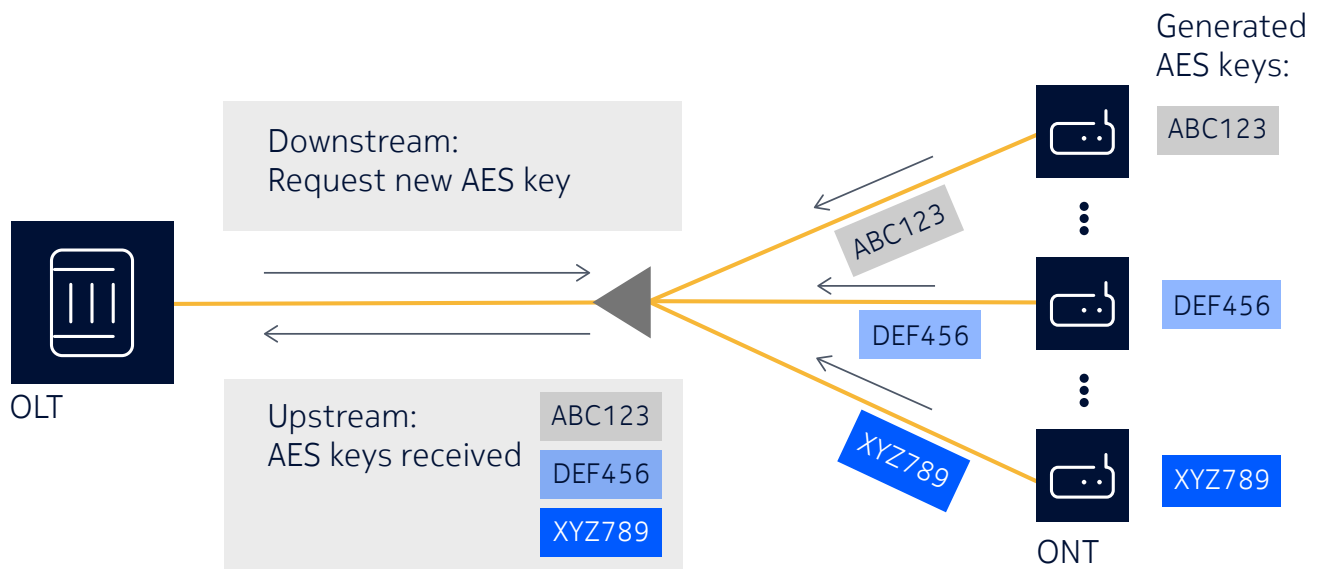 Generated
AES keys:
Downstream:
Request new AES key
ABC123
ABC123
DEF456
DEF456
OLT
Upstream:
AES keys received
ABC123
DEF456
XYZ789
XYZ789
XYZ789
ONT